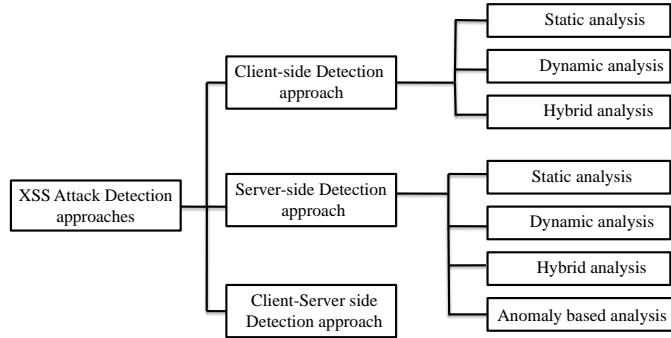 XSS Attack Detection
approaches
Client-side Detection
approach
Static analysis
Dynamic analysis
Hybrid analysis
Server-side Detection
approach
Static analysis
Dynamic analysis
Hybrid analysis
Anomaly based analysis
Client-Server side
Detection approach